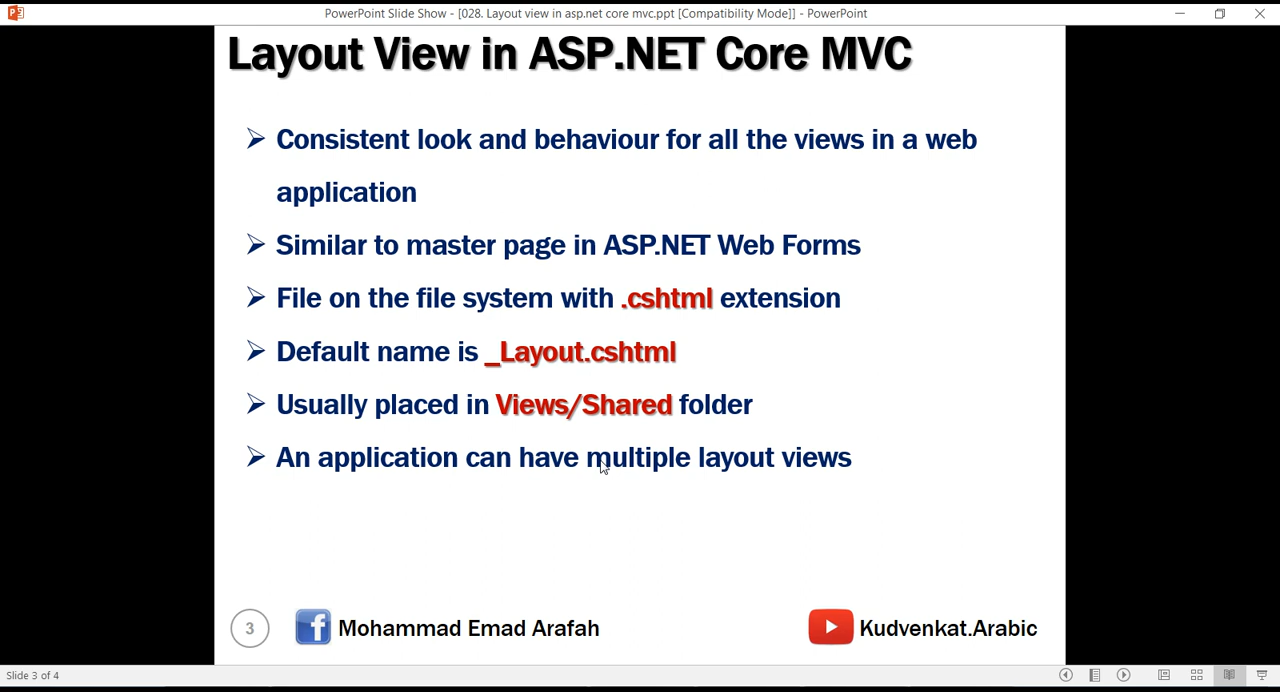 PowerPoint Slide Show - [028. Layout view in asp.net core mvc.ppt [Compatibility Mode]] - PowerPoint
Layout View in ASP.NET Core MVC
➢ Consistent look and behaviour for all the views in a web
application
➢ Similar to master page in ASP.NET Web Forms
➢ File on the file system with .cshtml extension
➢ Default name is _Layout.cshtml
➢ Usually placed in Views/Shared folder
➢ An application can have multiple layout views
3 Mohammad Emad Arafah Kudvenkat.Arabic
Slide 3 of 4